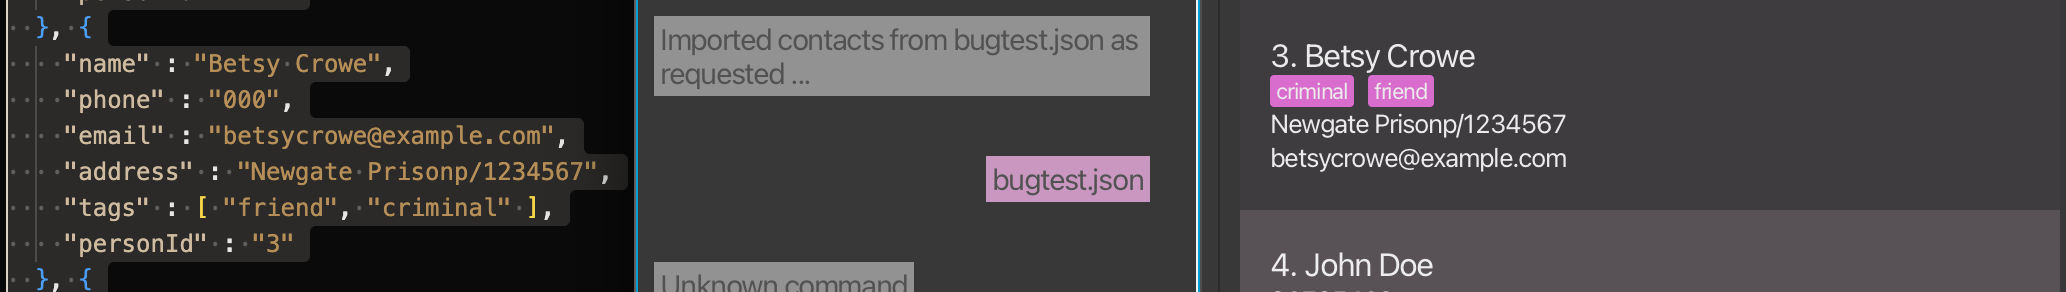 }, {
"name" : "Betsy Crowe",
"phone" : "000",
"email" : "betsycrowe@example.com",
"address" : "Newgate Prisonp/1234567",
"tags" : [ "friend", "criminal" ],
"personId" : "3"
}, {
Imported contacts from bugtest.json as
requested ...
bugtest.json
Unknown command
3. Betsy Crowe
criminal friend
Newgate Prisonp/1234567
betsycrowe@example.com
4. John Doe